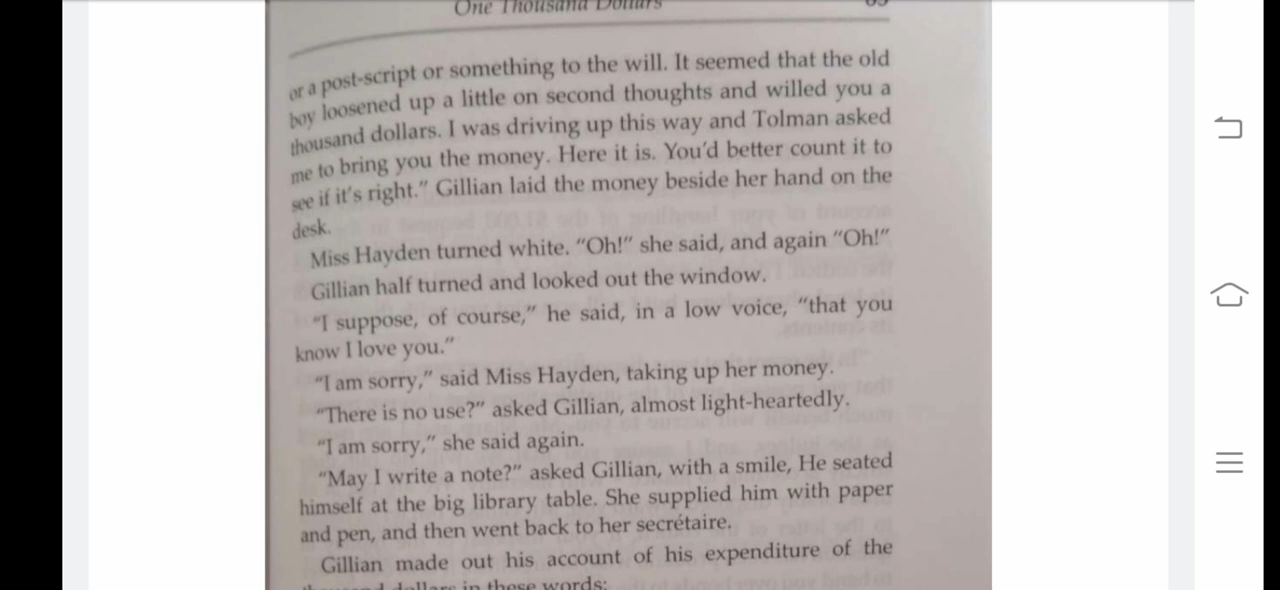 One Thousand Dollars
or a post-script or something to the will. It seemed that the old
boy loosened up a little on second thoughts and willed you a
thousand dollars. I was driving up this way and Tolman asked
me to bring you the money. Here it is. You'd better count it to
see if it's right." Gillian laid the money beside her hand on the
desk.
Miss Hayden turned white. "Oh!" she said, and again "Oh!"
Gillian half turned and looked out the window.
"I suppose, of course," he said, in a low voice, "that you
know I love you."
"I am sorry," said Miss Hayden, taking up her money.
"There is no use?" asked Gillian, almost light-heartedly.
"I am sorry," she said again.
"May I write a note?" asked Gillian, with a smile, He seated
himself at the big library table. She supplied him with paper
and pen, and then went back to her secrétaire.
Gillian made out his account of his expenditure of the
thousand dollars in these words: